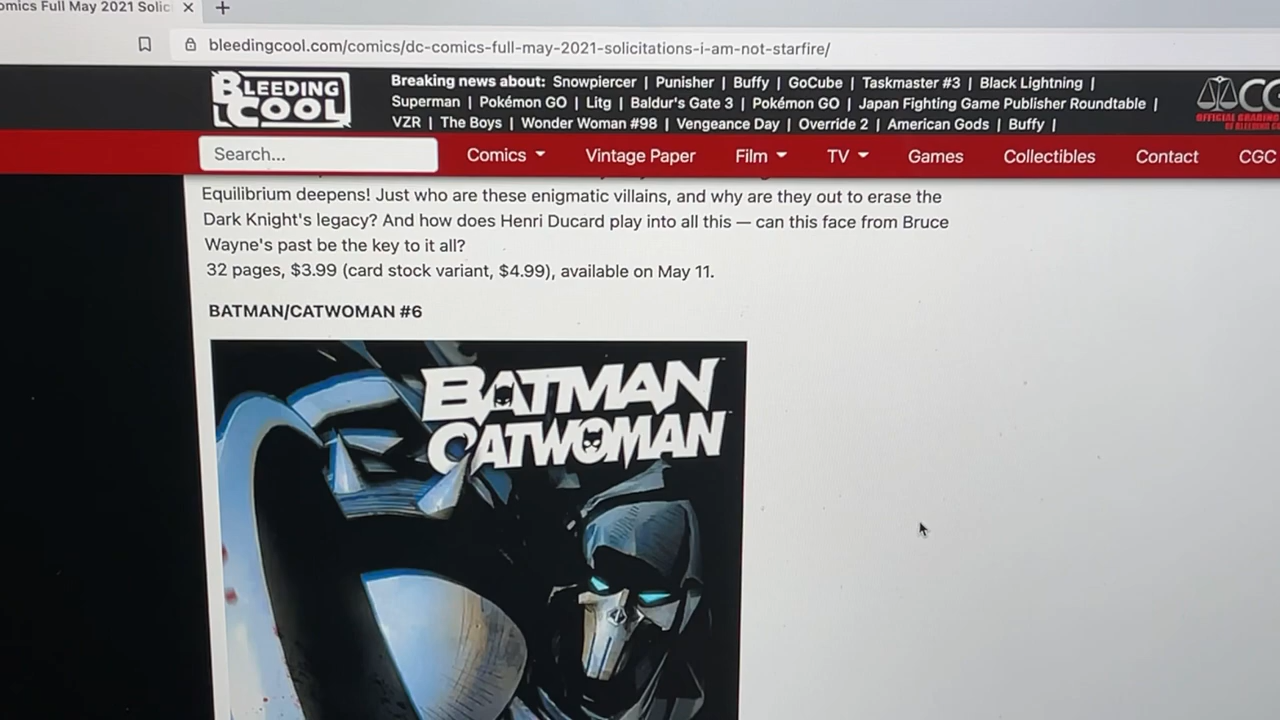 omics Full May 2021 Solic
bleedingcool.com/comics/dc-comics-full-may-2021-solicitations-i-am-not-starfire/
BLEEDING
COOL
Breaking news about: Snowpiercer | Punisher | Buffy | GoCube | Taskmaster #3 | Black Lightning |
Superman | Pokémon GO | Litg | Baldur's Gate 3 | Pokémon GO | Japan Fighting Game Publisher Roundtable |
VZR | The Boys | Wonder Woman #98 | Vengeance Day | Override 2 | American Gods | Buffy |
CG
OFFICIAL GRADING
OF BLEEDING C
Search...
Comics
Vintage Paper
Film
TV
Games
Collectibles
Contact
CGC
Equilibrium deepens! Just who are these enigmatic villains, and why are they out to erase the
Dark Knight's legacy? And how does Henri Ducard play into all this — can this face from Bruce
Wayne's past be the key to it all?
32 pages, $3.99 (card stock variant, $4.99), available on May 11.
BATMAN/CATWOMAN #6
BATMAN
CATWOMAN